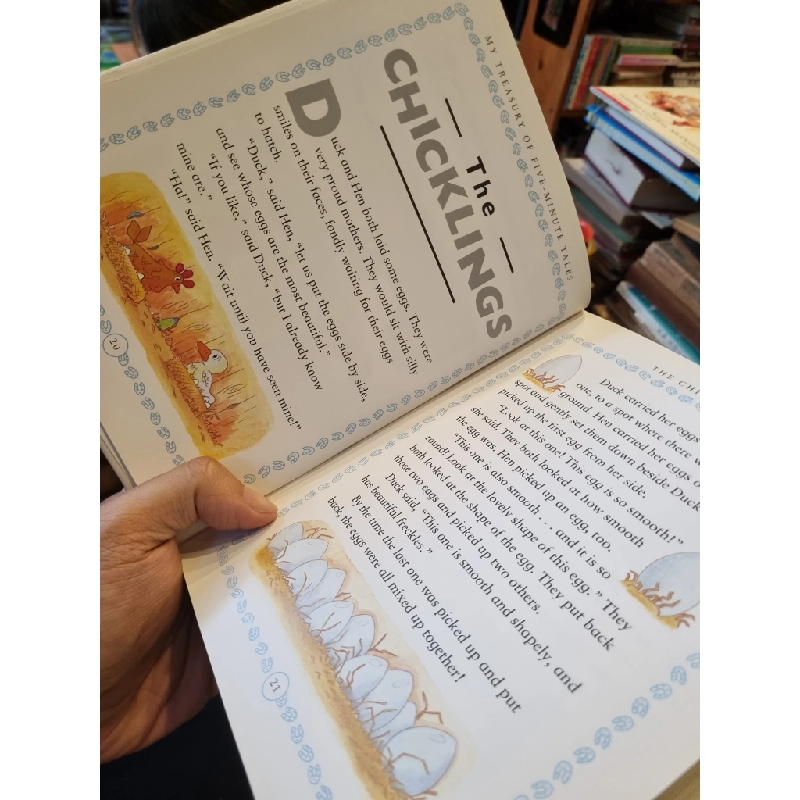 MY TREASURY OF FIVE-MINUTE TALES
The
CHICKLINGS
Duck and Hen both laid some eggs. They were
very proud mothers. They would sit with silly
smiles on their faces, fondly waiting for their eggs
to hatch.
"Duck," said Hen, "let us put the eggs side by side,
and see whose eggs are the most beautiful."
"If you like," said Duck, "but I already know
mine are."
"Ha!" said Hen. "Wait until you have seen mine!"
20
THE CHI
Duck carried her eggs
one, to a spot where there w
ground. Hen carried her eggs o
spot and gently set them down beside Duck
picked up the first egg from her side.
"Look at this one! This egg is so smooth!"
she said. They both looked at how smooth
the egg was. Hen picked up an egg, too.
"This one is also smooth . . . and it is so
round! Look at the lovely shape of this egg." They
both looked at the shape of the egg. They put back
these two eggs and picked up two others.
Duck said, "This one is smooth and shapely, and
has beautiful freckles."
By the time the last one was picked up and put
back, the eggs were all mixed up together!
21